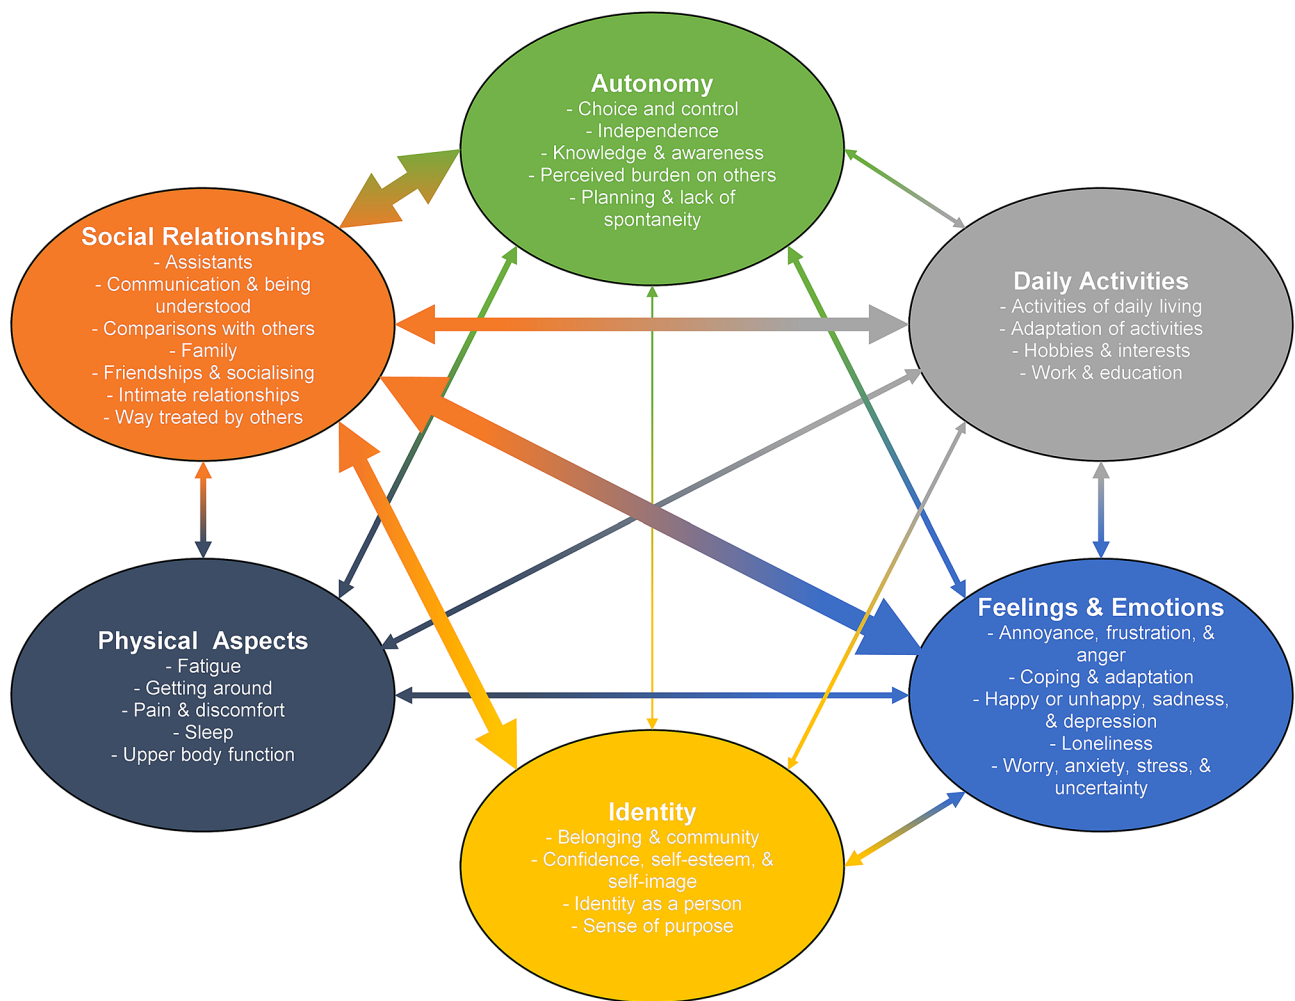 Autonomy
- Choice and control
- Independence
- Knowledge & awareness
- Perceived burden on others
- Planning & lack of
spontaneity
Social Relationships
- Assistants
- Communication & being
understood
- Comparisons with others
- Family
- Friendships & socialising
- Intimate relationships
- Way treated by others
Daily Activities
- Activities of daily living
- Adaptation of activities
- Hobbies & interests
- Work & education
Physical  Aspects
- Fatigue
- Getting around
- Pain & discomfort
- Sleep
- Upper body function
Feelings & Emotions
- Annoyance, frustration, &
anger
- Coping & adaptation
- Happy or unhappy, sadness,
& depression
- Loneliness
- Worry, anxiety, stress, &
uncertainty
Identity
- Belonging & community
- Confidence, self-esteem, &
self-image
- Identity as a person
- Sense of purpose